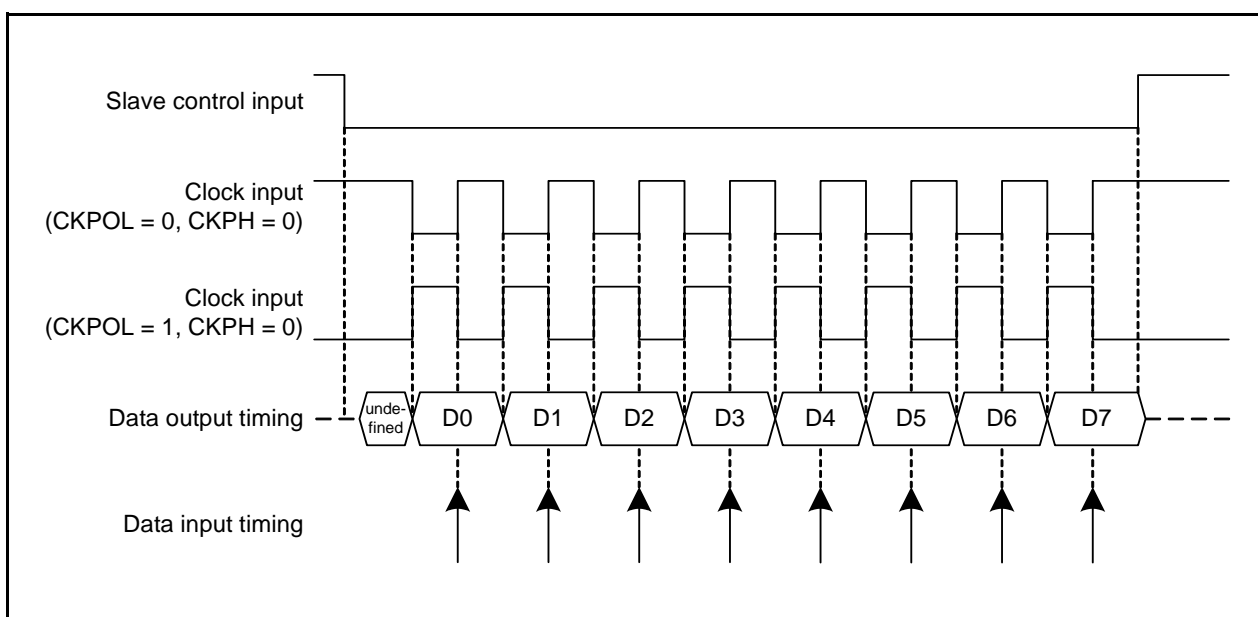 Slave control input
Clock input
(CKPOL = 0, CKPH = 0)
Clock input
(CKPOL = 1, CKPH = 0)
Data output timing
unde-
fined
D0 D1 D2 D3 D4 D5 D6 D7
Data input timing